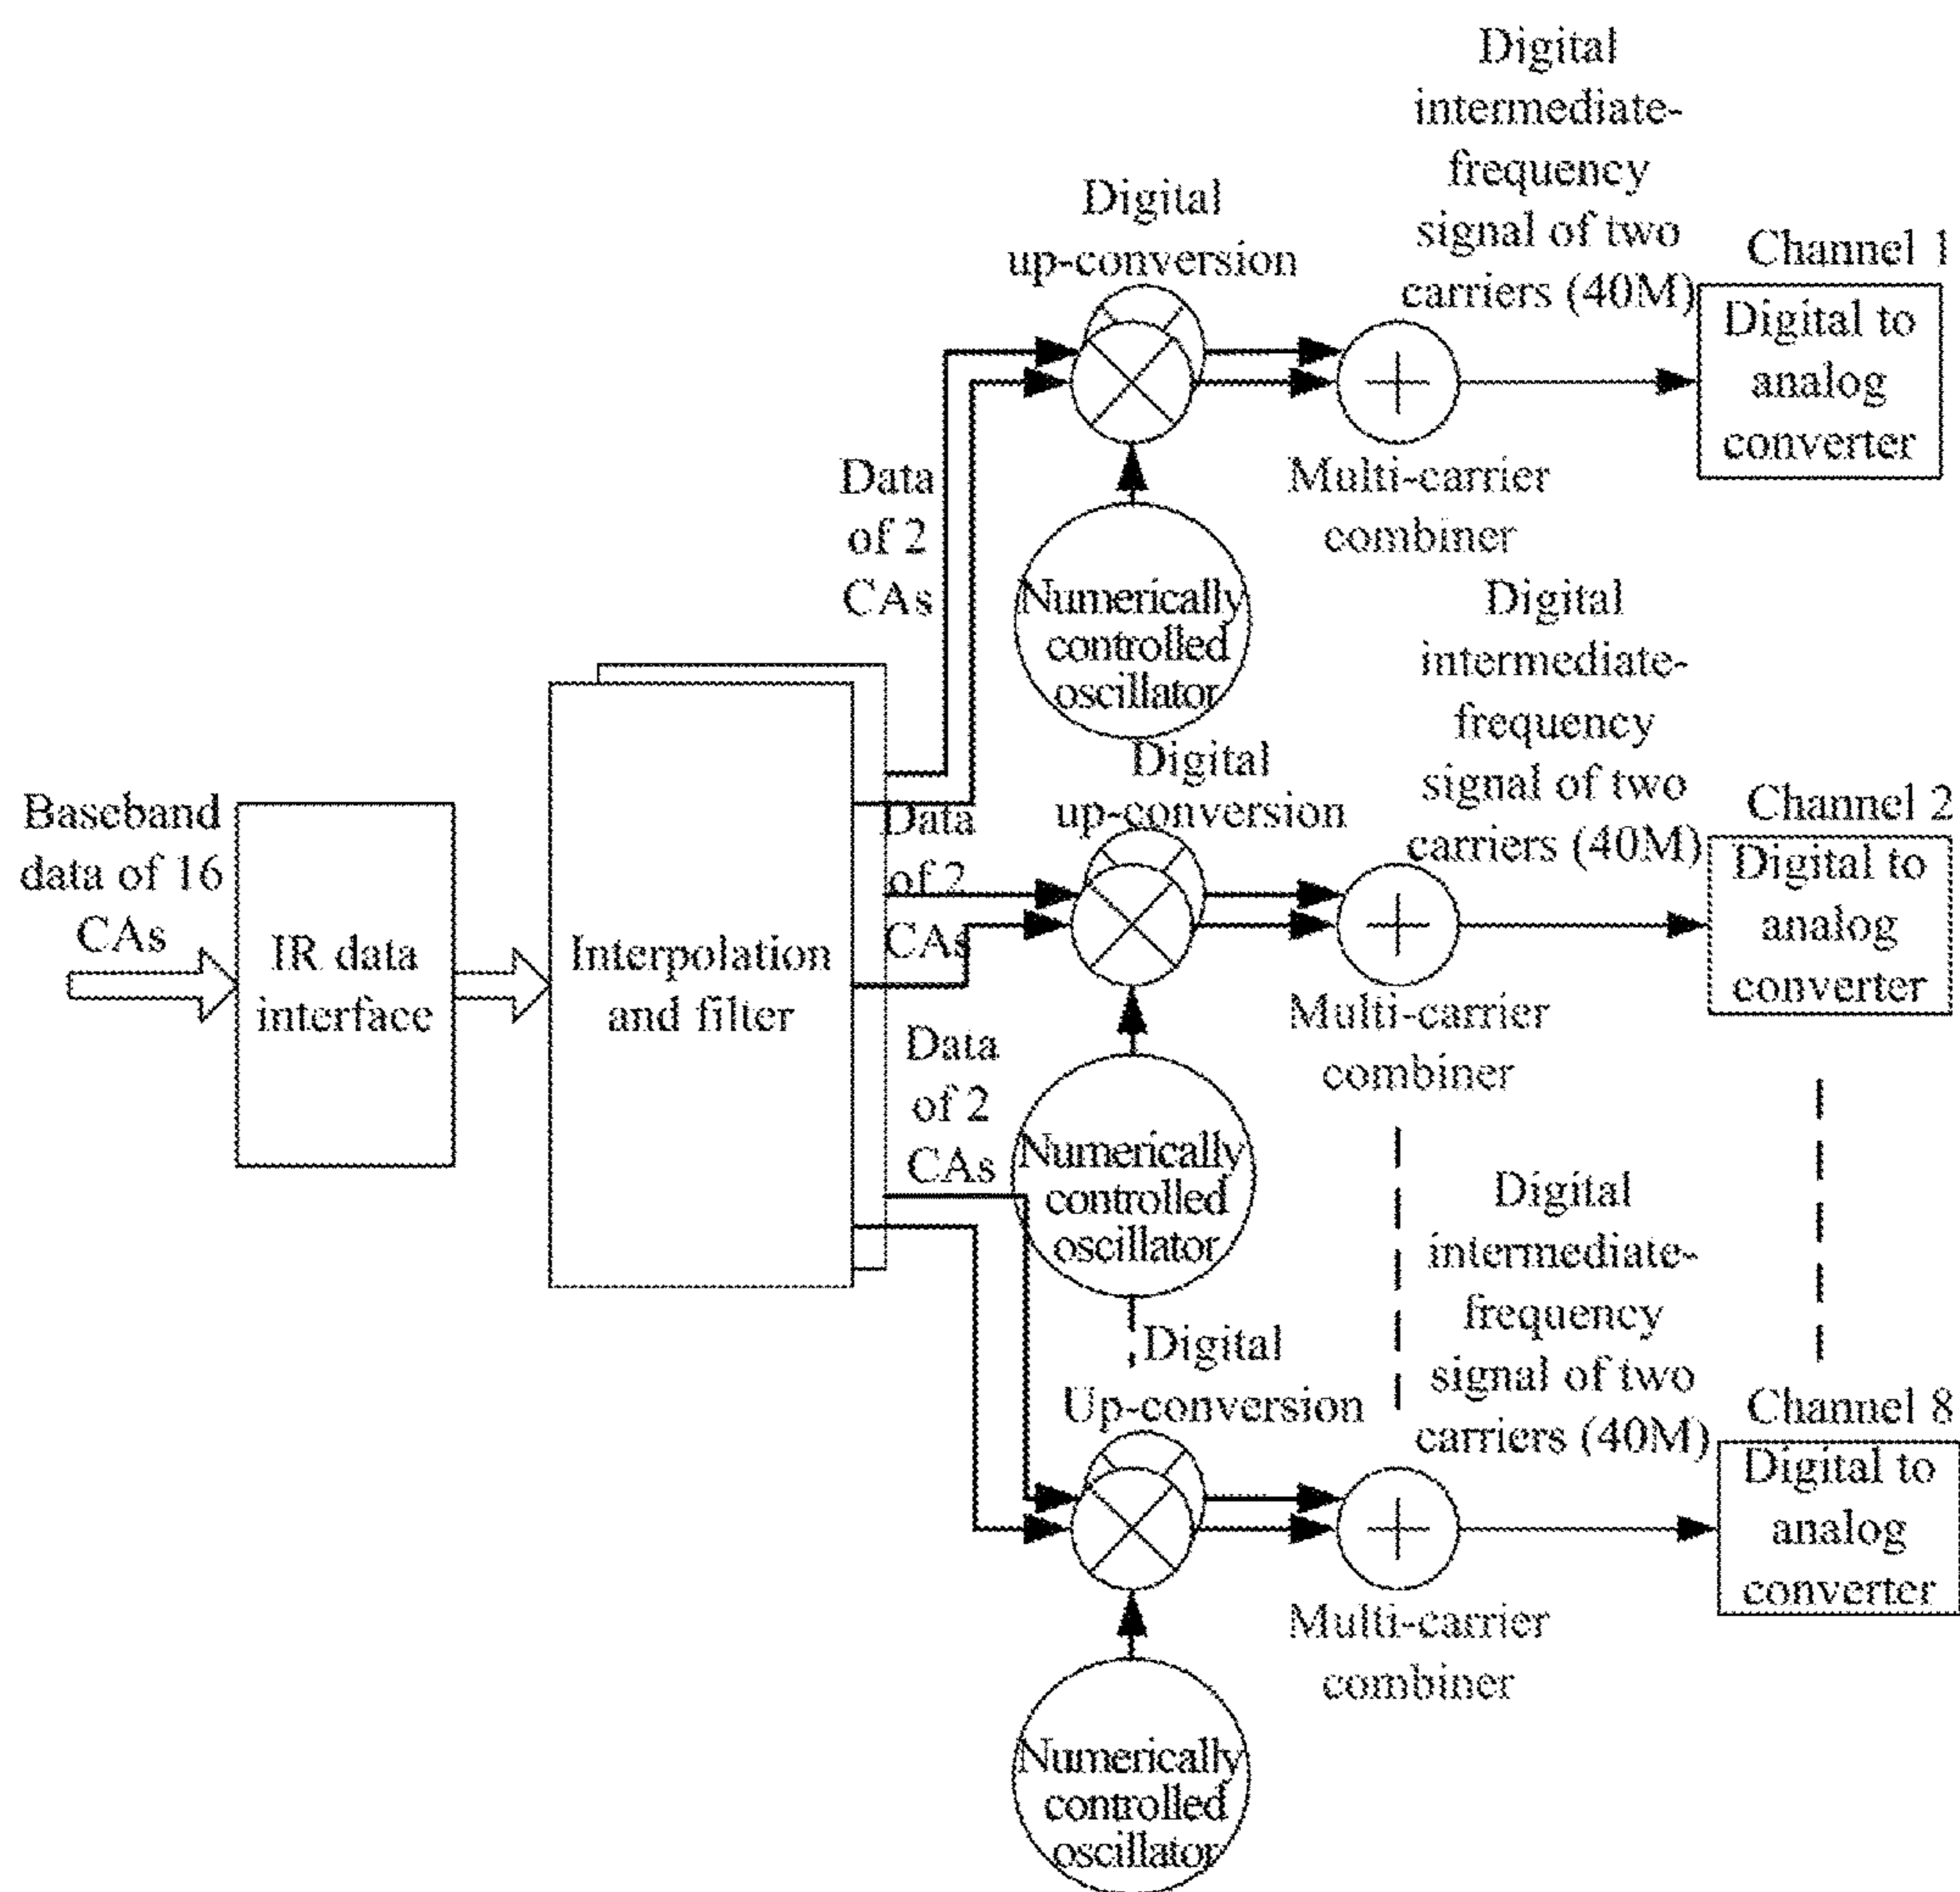 Digital
intermediate-
frequency
signal of two
carriers (40M)
Digital
up-conversion
Channel 1
Digital to
analog
converter
Data
of 2
CAs
Multi-carrier
combiner
Numerically
controlled
oscillator
Digital
intermediate-
frequency
signal of two
carriers (40M)
Digital
up-conversion
Channel 2
Digital to
analog
converter
Baseband
data of 16
CAs
IR data
interface
Interpolation
and filter
Data
of 2
CAs
Multi-carrier
combiner
Data
of 2
CAs
Numerically
controlled
oscillator
Digital
intermediate-
frequency
signal of two
carriers (40M)
Digital
Up-conversion
Channel 8
Digital to
analog
converter
Multi-carrier
combiner
Numerically
controlled
oscillator